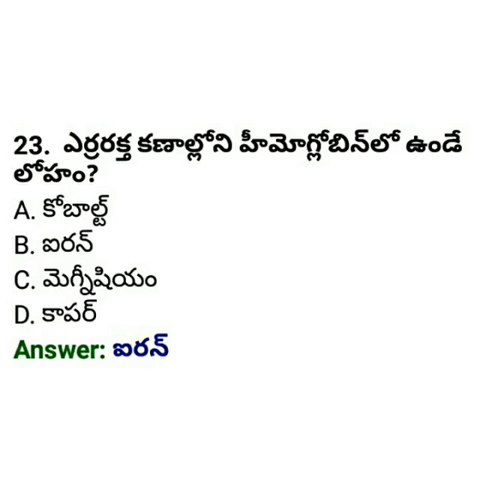 23. ఎర్రరక్త కణాల్లోని హీమోగ్లోబిన్‌లో ఉండే
లోహం?
A. కోబాల్ట్
B. ఐరన్
C. మెగ్నీషియం
D. కాపర్
Answer: ఐరన్